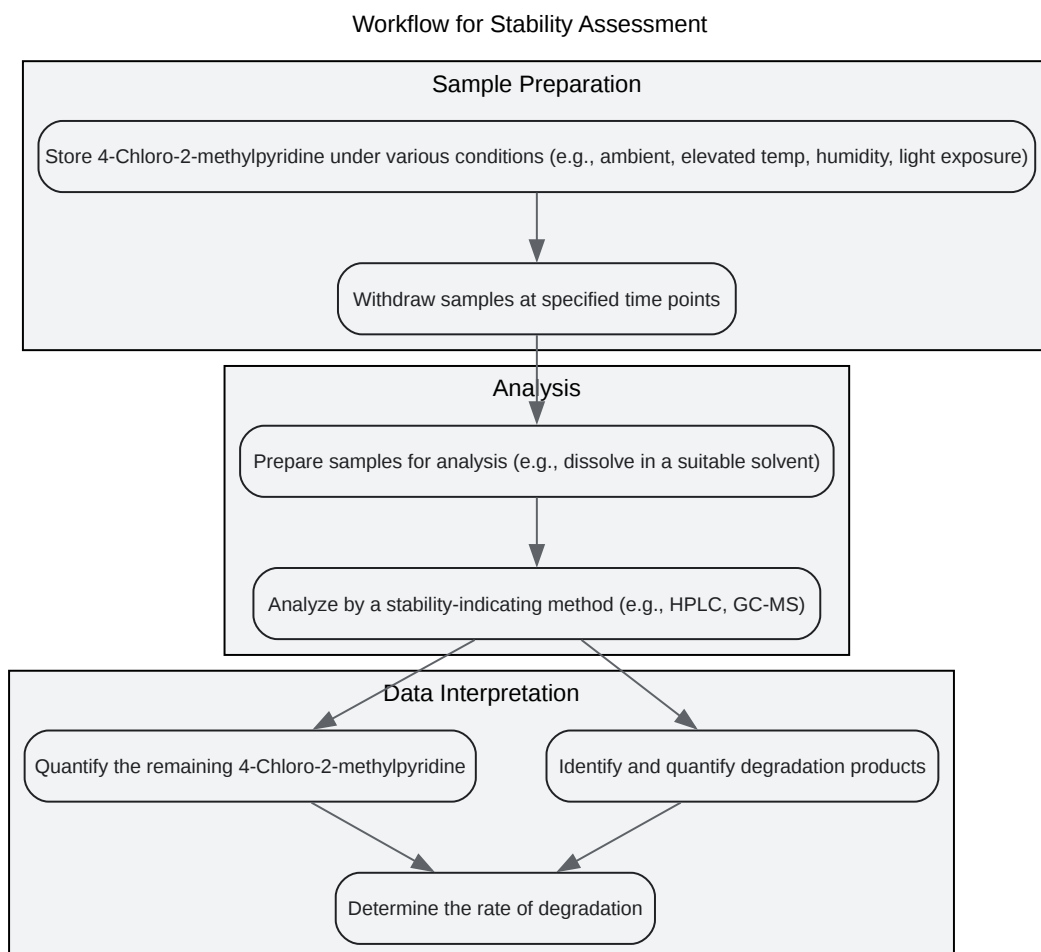 Workflow for Stability Assessment
Sample Preparation
Store 4-Chloro-2-methylpyridine under various conditions (e.g., ambient, elevated temp, humidity, light exposure)
Withdraw samples at specified time points
Analysis
Prepare samples for analysis (e.g., dissolve in a suitable solvent)
Analyze by a stability-indicating method (e.g., HPLC, GC-MS)
Data Interpretation
Quantify the remaining 4-Chloro-2-methylpyridine
Identify and quantify degradation products
Determine the rate of degradation